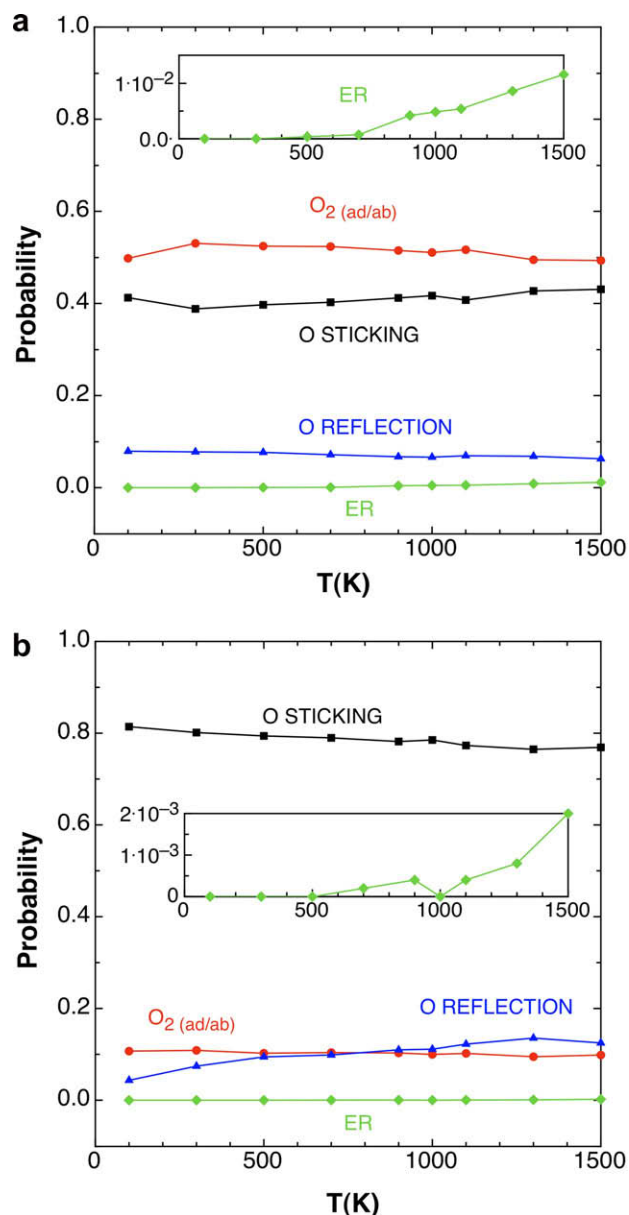 a
1.0
0.8
0.6
0.4
0.2
0.0
Probability
1·10⁻²
0.0
ER
0 500 1000 1500
O₂ (ad/ab)
O STICKING
O REFLECTION
ER
0 500 1000 1500
T(K)
b
1.0
0.8
0.6
0.4
0.2
0.0
Probability
O STICKING
2·10⁻³
1·10⁻³
0
0 500 1000 1500
O₂ (ad/ab)
O REFLECTION
ER
0 500 1000 1500
T(K)